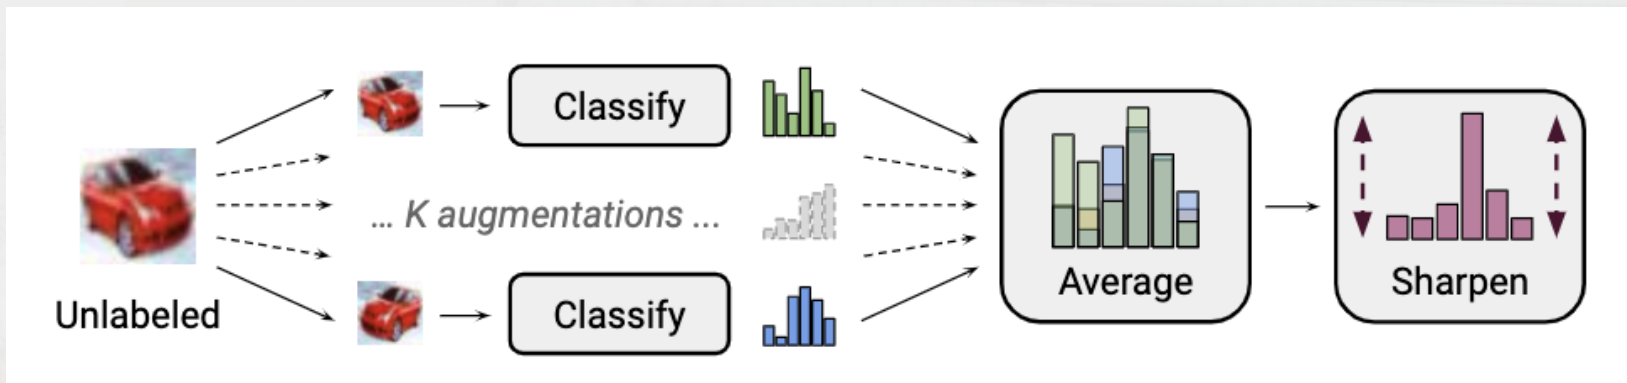 Classify
Unlabeled
... K augmentations ...
Classify
Average
Sharpen